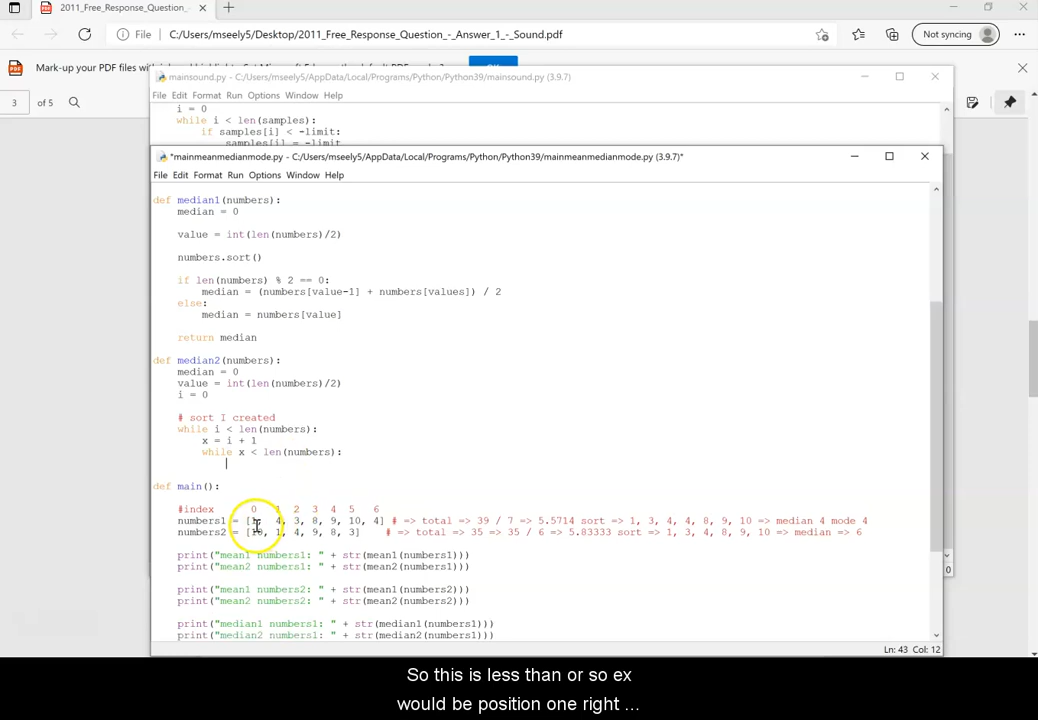 2011_Free_Response_Question_
File C:/Users/mseely5/Desktop/2011_Free_Response_Question_-_Answer_1_-_Sound.pdf Not syncing
3 of 5
mainsound.py - C:/Users/mseely5/AppData/Local/Programs/Python/Python39/mainsound.py (3.9.7)
File Edit Format Run Options Window Help
i = 0
while i < len(samples):
if samples[i] < -limit:
samples[i] = -limit
*mainmeanmedianmode.py - C:/Users/mseely5/AppData/Local/Programs/Python/Python39/mainmeanmedianmode.py (3.9.7)*
File Edit Format Run Options Window Help
def median1(numbers):
median = 0
value = int(len(numbers)/2)
numbers.sort()
if len(numbers) % 2 == 0:
median = (numbers[value-1] + numbers[values]) / 2
else:
median = numbers[value]
return median
def median2(numbers):
median = 0
value = int(len(numbers)/2)
i = 0
# sort I created
while i < len(numbers):
x = i + 1
while x < len(numbers):
def main():
#index 0 1 2 3 4 5 6
numbers1 = [1, 4, 3, 8, 9, 10, 4] # => total => 39 / 7 => 5.5714 sort => 1, 3, 4, 4, 8, 9, 10 => median 4 mode 4
numbers2 = [10, 1, 4, 9, 8, 3] # => total => 35 => 35 / 6 => 5.83333 sort => 1, 3, 4, 8, 9, 10 => median => 6
print("mean1 numbers1: " + str(mean1(numbers1)))
print("mean2 numbers1: " + str(mean2(numbers1)))
print("mean1 numbers2: " + str(mean1(numbers2)))
print("mean2 numbers2: " + str(mean2(numbers2)))
print("median1 numbers1: " + str(median1(numbers1)))
print("median2 numbers1: " + str(median2(numbers1)))
Ln: 43 Col: 12
So this is less than or so ex
would be position one right ...